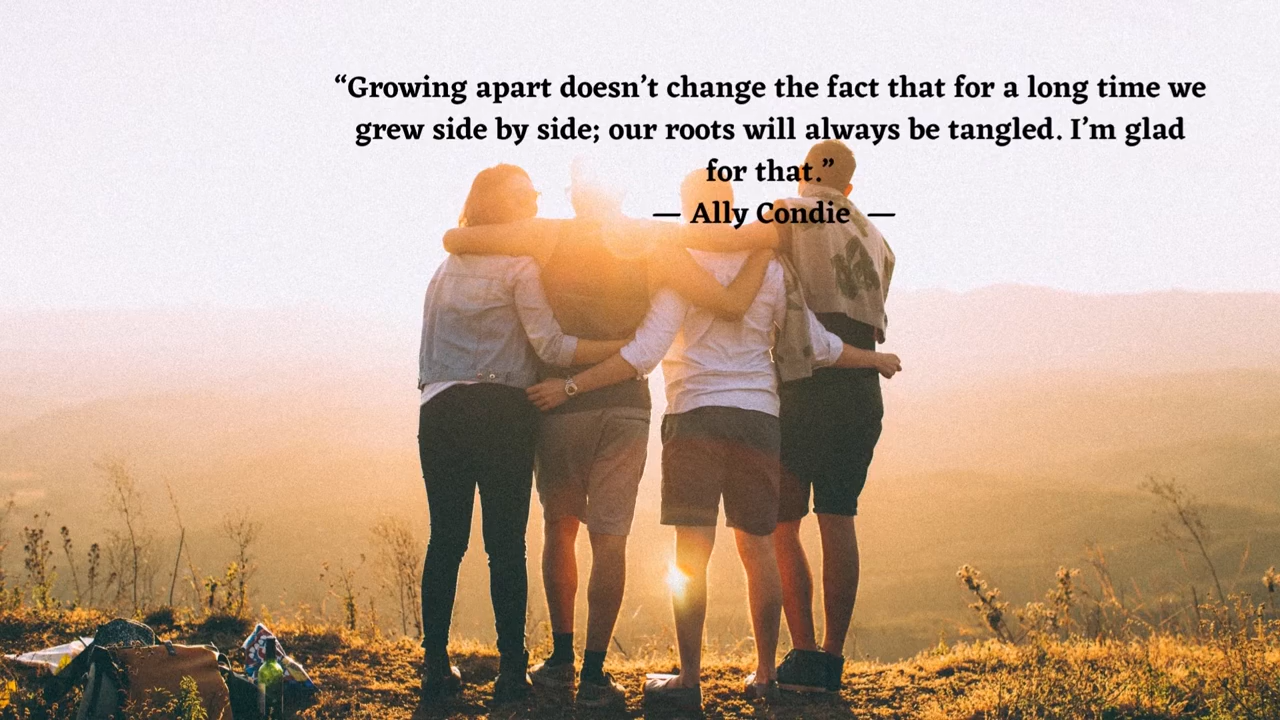 “Growing apart doesn’t change the fact that for a long time we
grew side by side; our roots will always be tangled. I’m glad
for that.”
— Ally Condie —